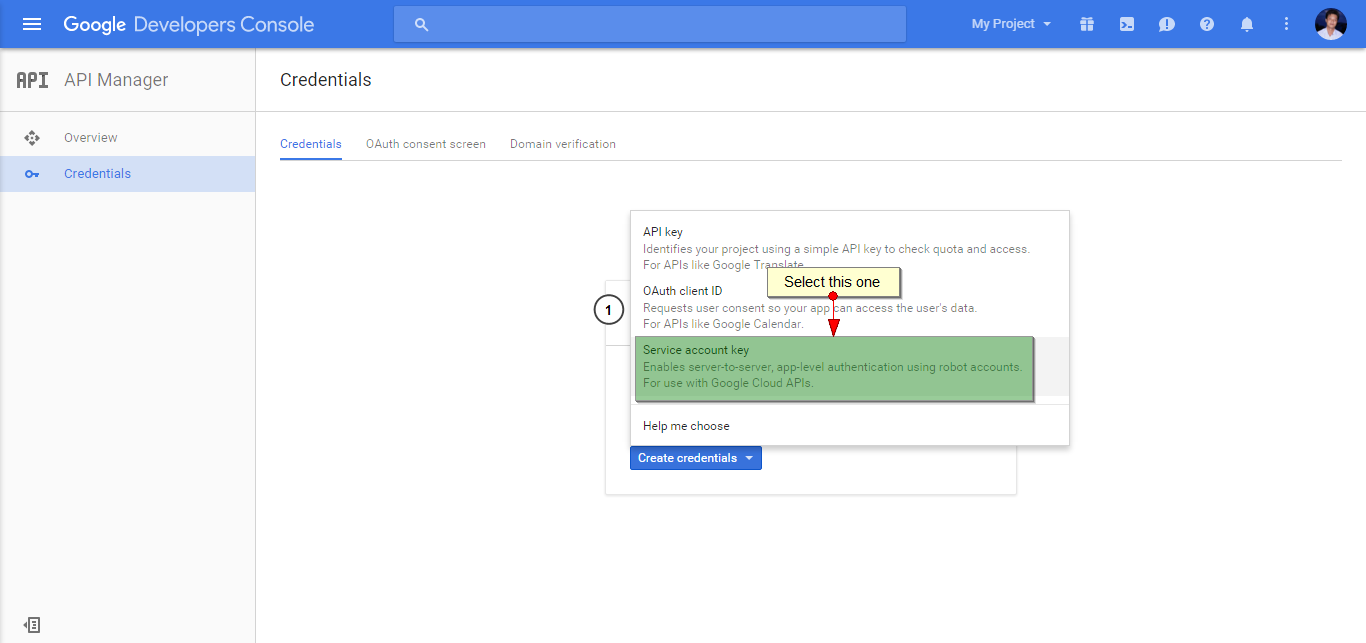 Google Developers Console
My Project
API API Manager
Credentials
Overview
Credentials
Credentials
OAuth consent screen
Domain verification
API key
Identifies your project using a simple API key to check quota and access.
For APIs like Google Translate
Select this one
OAuth client ID
1
Requests user consent so your app can access the user's data.
For APIs like Google Calendar.
Service account key
Enables server-to-server, app-level authentication using robot accounts.
For use with Google Cloud APIs.
Help me choose
Create credentials